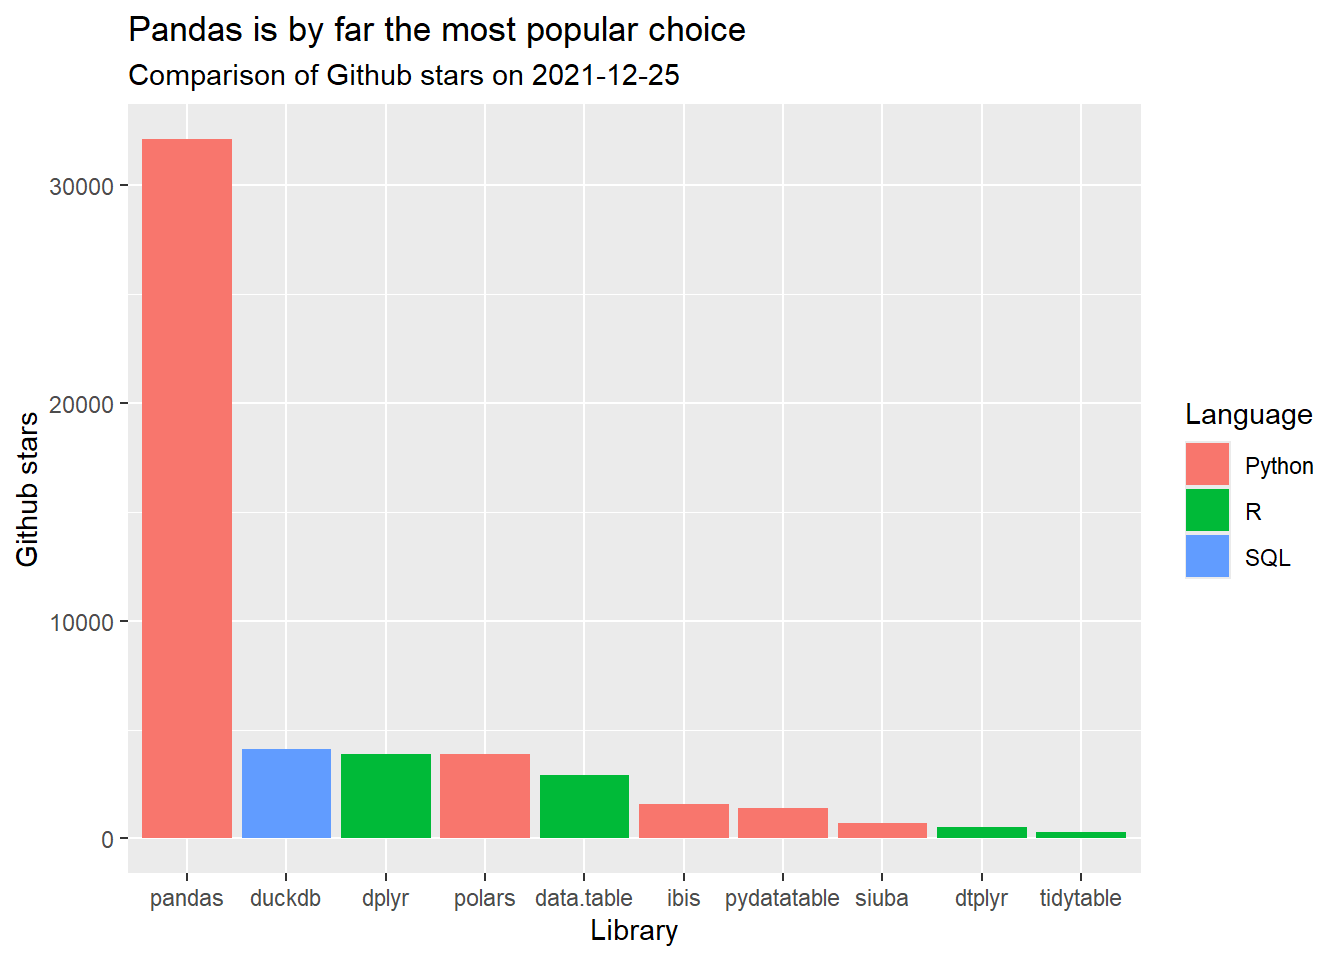 Pandas is by far the most popular choice
Comparison of Github stars on 2021-12-25
Github stars
30000
20000
10000
0
pandas duckdb dplyr polars data.table ibis pydatatable siuba dtplyr tidytable
Library
Language
Python
R
SQL